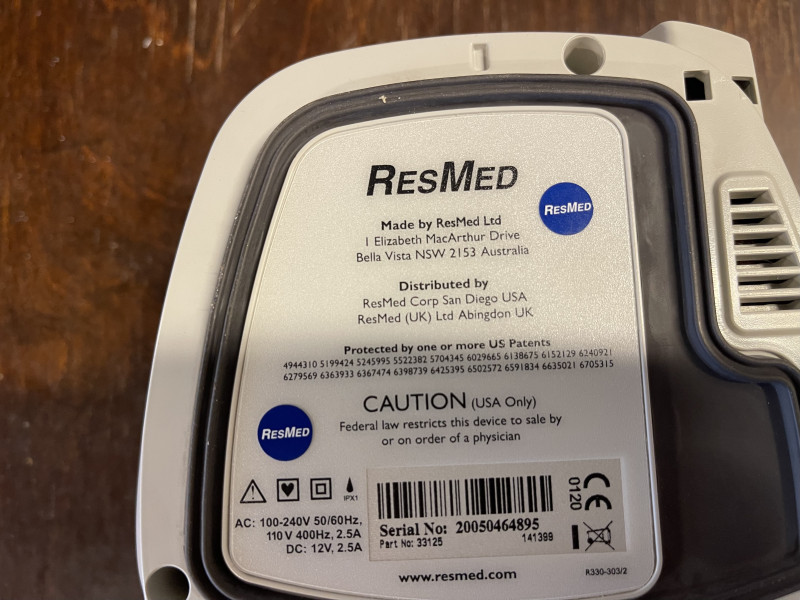 RESMED
RESMED
Made by ResMed Ltd
1 Elizabeth MacArthur Drive
Bella Vista NSW 2153 Australia
Distributed by
ResMed Corp San Diego USA
ResMed (UK) Ltd Abingdon UK
Protected by one or more US Patents
4944310 5199424 5245995 5522382 5704345 6029665 6138675 6152129 6240921
6279569 6363933 6367474 6398739 6425395 6502572 6591834 6635021 6705315
CAUTION (USA Only)
Federal law restricts this device to sale by
or on order of a physician
RESMED
IPX1
AC: 100-240V 50/60Hz,
110V 400Hz, 2.5A
DC: 12V, 2.5A
Serial No: 20050464895
Part No: 33125 141399
CE
0120
www.resmed.com
R330-303/2